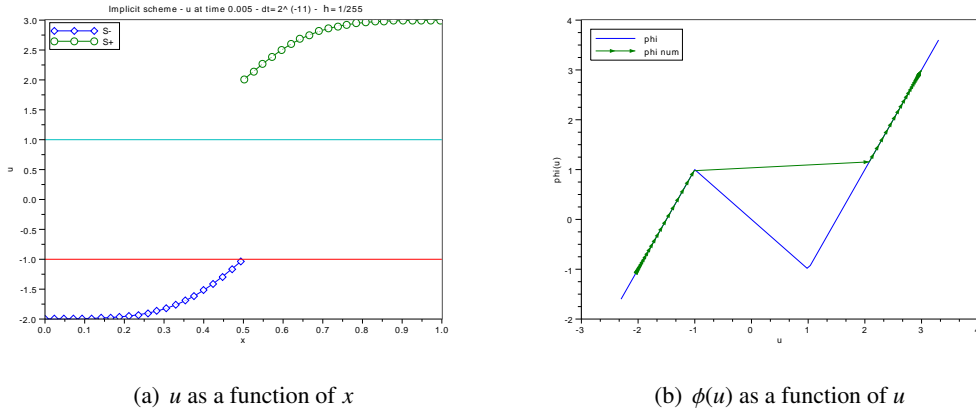 Implicit scheme - u at time 0.005 - dt= 2^ (-11) - h= 1/255
S-
S+
3.0
2.5
2.0
1.5
1.0
0.5
0.0
-0.5
-1.0
-1.5
-2.0
u
0.0 0.1 0.2 0.3 0.4 0.5 0.6 0.7 0.8 0.9 1.0
x
(a) u as a function of x
phi
phi num
4
3
2
1
0
-1
-2
phi(u)
-3 -2 -1 0 1 2 3 4
u
(b) ϕ(u) as a function of u